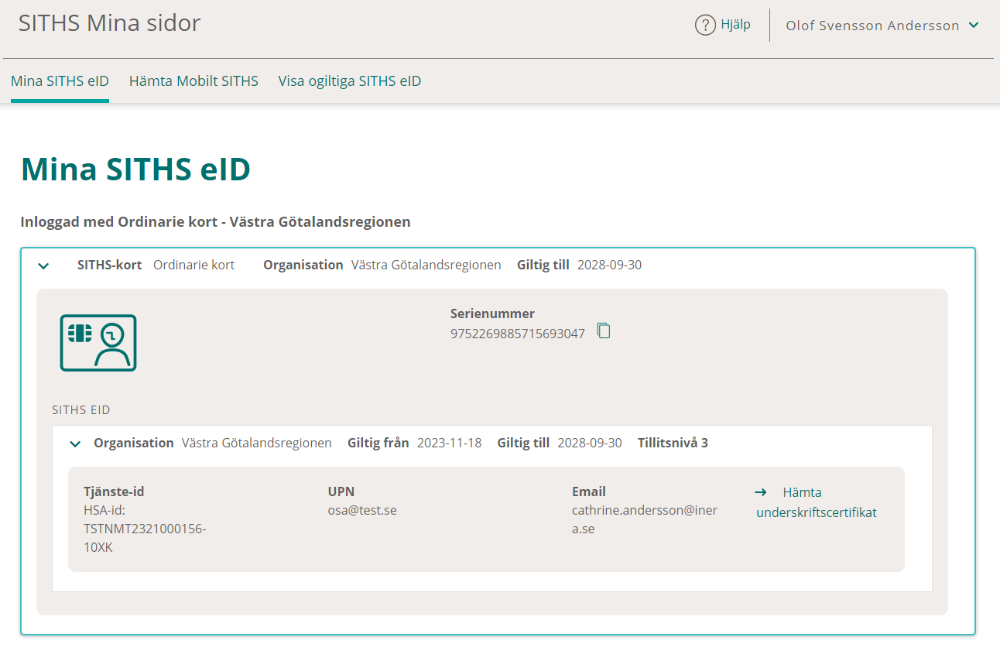 SITHS Mina sidor
? Hjälp
Olof Svensson Andersson
Mina SITHS eID Hämta Mobilt SITHS Visa ogiltiga SITHS eID
Mina SITHS eID
Inloggad med Ordinarie kort - Västra Götalandsregionen
SITHS-kort Ordinarie kort Organisation Västra Götalandsregionen Giltig till 2028-09-30
Serienummer
9752269885715693047
SITHS EID
Organisation Västra Götalandsregionen Giltig från 2023-11-18 Giltig till 2028-09-30 Tillitsnivå 3
Tjänste-id
HSA-id:
TSTNMT2321000156-
10XK
UPN
osa@test.se
Email
cathrine.andersson@iner
a.se
→ Hämta
underskriftscertifikat